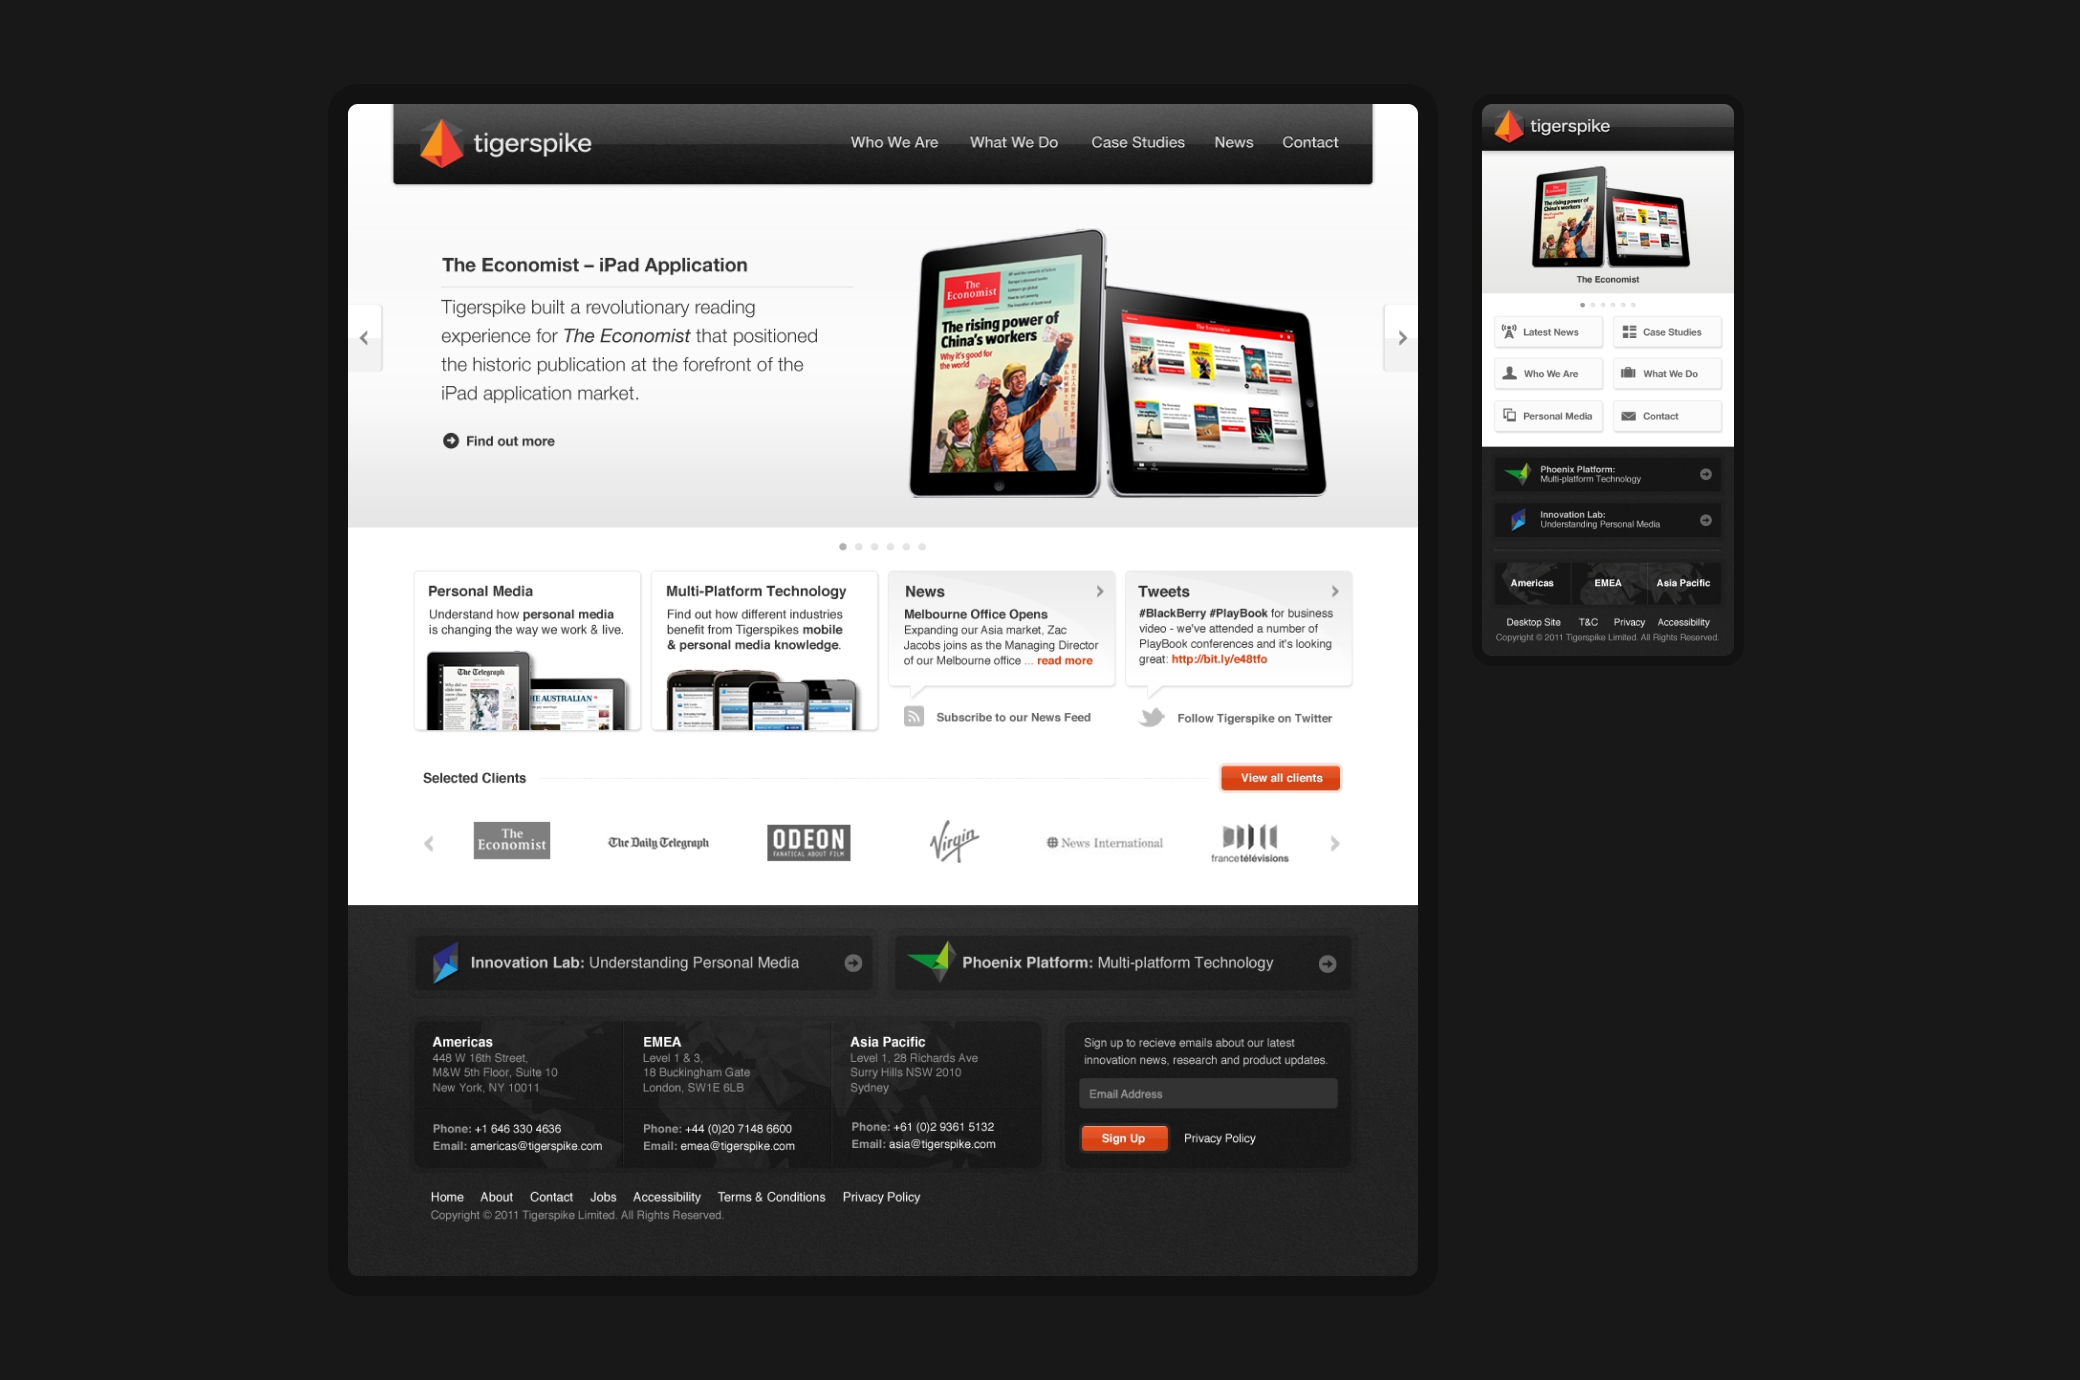 tigerspike
Who We Are
What We Do
Case Studies
News
Contact
The Economist – iPad Application
Tigerspike built a revolutionary reading
experience for The Economist that positioned
the historic publication at the forefront of the
iPad application market.
Find out more
The
Economist
The rising power of
China's workers
Why it's good for
the world
The Economist
Personal Media
Understand how personal media
is changing the way we work & live.
The Telegraph
THE AUSTRALIAN
Multi-Platform Technology
Find out how different industries
benefit from Tigerspikes mobile
& personal media knowledge.
News
Melbourne Office Opens
Expanding our Asia market, Zac
Jacobs joins as the Managing Director
of our Melbourne office ... read more
Subscribe to our News Feed
Tweets
#BlackBerry #PlayBook for business
video - we've attended a number of
PlayBook conferences and it's looking
great: http://bit.ly/e48tfo
Follow Tigerspike on Twitter
Selected Clients
View all clients
The
Economist
The Daily Telegraph
ODEON
FANATICAL ABOUT FILM
Virgin
News International
francetélévisions
Innovation Lab: Understanding Personal Media
Phoenix Platform: Multi-platform Technology
Americas
448 W 16th Street,
M&W 5th Floor, Suite 10
New York, NY 10011
Phone: +1 646 330 4636
Email: americas@tigerspike.com
EMEA
Level 1 & 3,
18 Buckingham Gate
London, SW1E 6LB
Phone: +44 (0)20 7148 6600
Email: emea@tigerspike.com
Asia Pacific
Level 1, 28 Richards Ave
Surry Hills NSW 2010
Sydney
Phone: +61 (0)2 9361 5132
Email: asia@tigerspike.com
Sign up to recieve emails about our latest
innovation news, research and product updates.
Email Address
Sign Up
Privacy Policy
Home
About
Contact
Jobs
Accessibility
Terms & Conditions
Privacy Policy
Copyright © 2011 Tigerspike Limited. All Rights Reserved.
tigerspike
The
Economist
The rising power of
China's workers
The Economist
Latest News
Case Studies
Who We Are
What We Do
Personal Media
Contact
Phoenix Platform:
Multi-platform Technology
Innovation Lab:
Understanding Personal Media
Americas
EMEA
Asia Pacific
Desktop Site
T&C
Privacy
Accessibility
Copyright © 2011 Tigerspike Limited. All Rights Reserved.